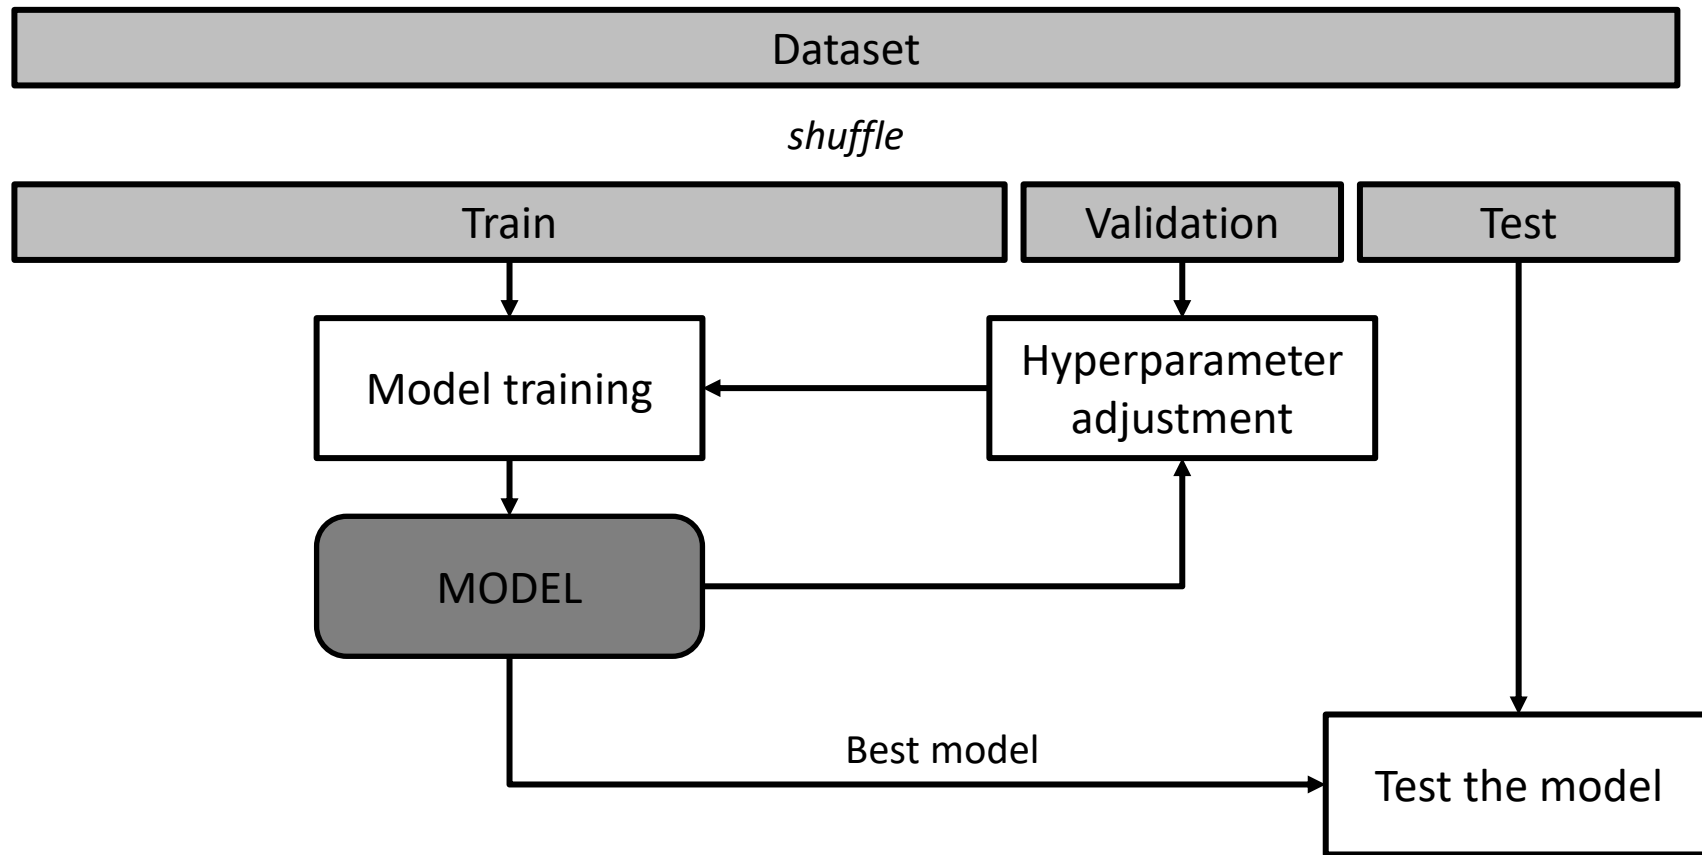 Dataset
shuffle
Train
Validation
Test
Model training
Hyperparameter
adjustment
MODEL
Best model
Test the model